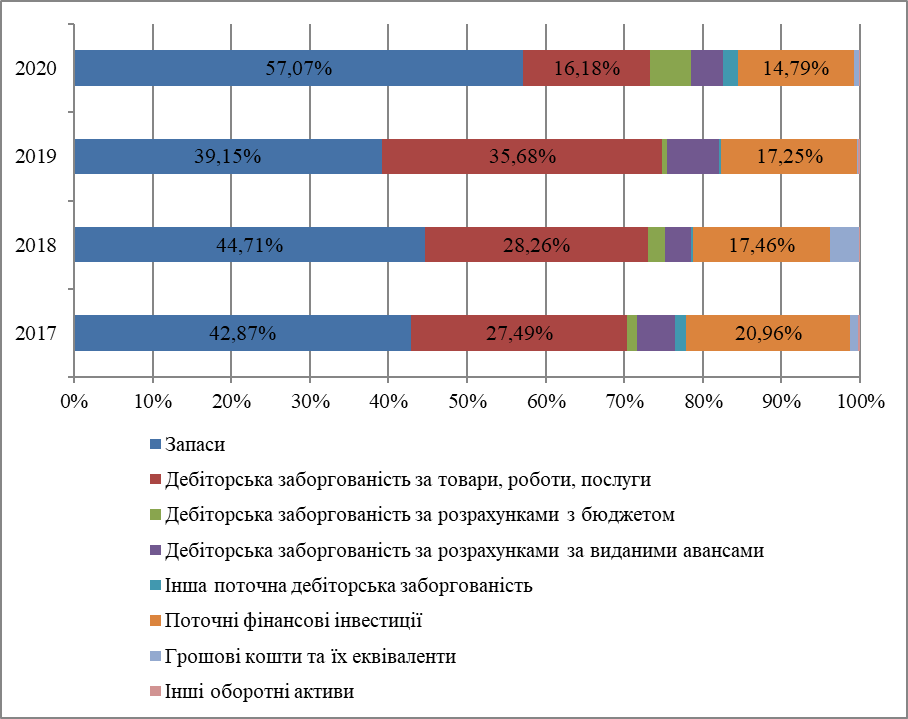 2020 57,07% 16,18% 14,79%
2019 39,15% 35,68% 17,25%
2018 44,71% 28,26% 17,46%
2017 42,87% 27,49% 20,96%
0% 10% 20% 30% 40% 50% 60% 70% 80% 90% 100%
Запаси
Дебіторська заборгованість за товари, роботи, послуги
Дебіторська заборгованість за розрахунками з бюджетом
Дебіторська заборгованість за розрахунками за виданими авансами
Інша поточна дебіторська заборгованість
Поточні фінансові інвестиції
Грошові кошти та їх еквіваленти
Інші оборотні активи